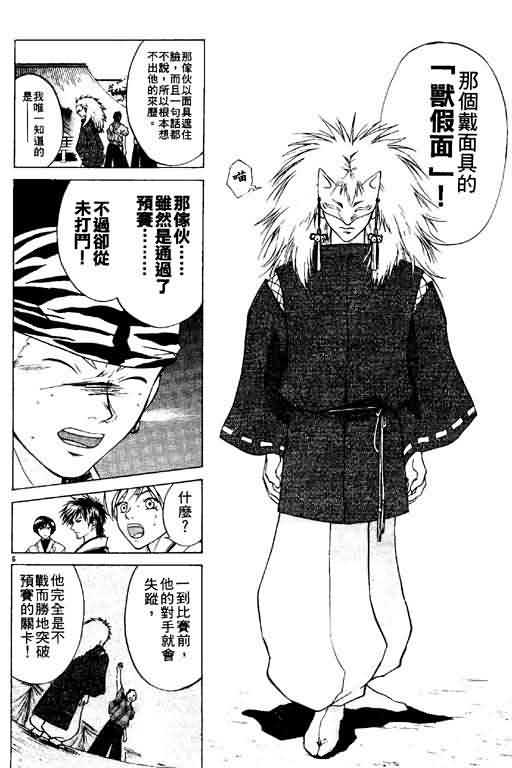 那個戴面具的
「獸假面」!
喵
那傢伙以面具遮住
臉，而且一句話都
不說，所以根本想
不出他的來歷。
我唯一知道的
是——
那傢伙……
雖然是通過了
預賽………
不過卻從
未打鬥!
什麼?
6
一到比賽前，
他的對手就會
失蹤，
他完全是不
戰而勝地突破
預賽的關卡!